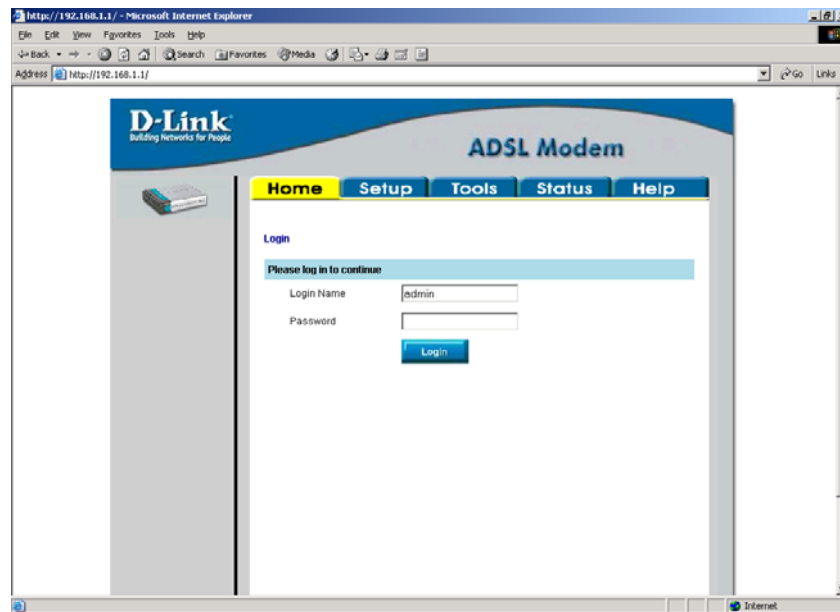 http://192.168.1.1/ - Microsoft Internet Explorer
File Edit View Favorites Tools Help
Back Search Favorites Media
Address http://192.168.1.1/ Go Links
D-Link
Building Networks for People
ADSL Modem
Home Setup Tools Status Help
Login
Please log in to continue
Login Name admin
Password
Login
Internet